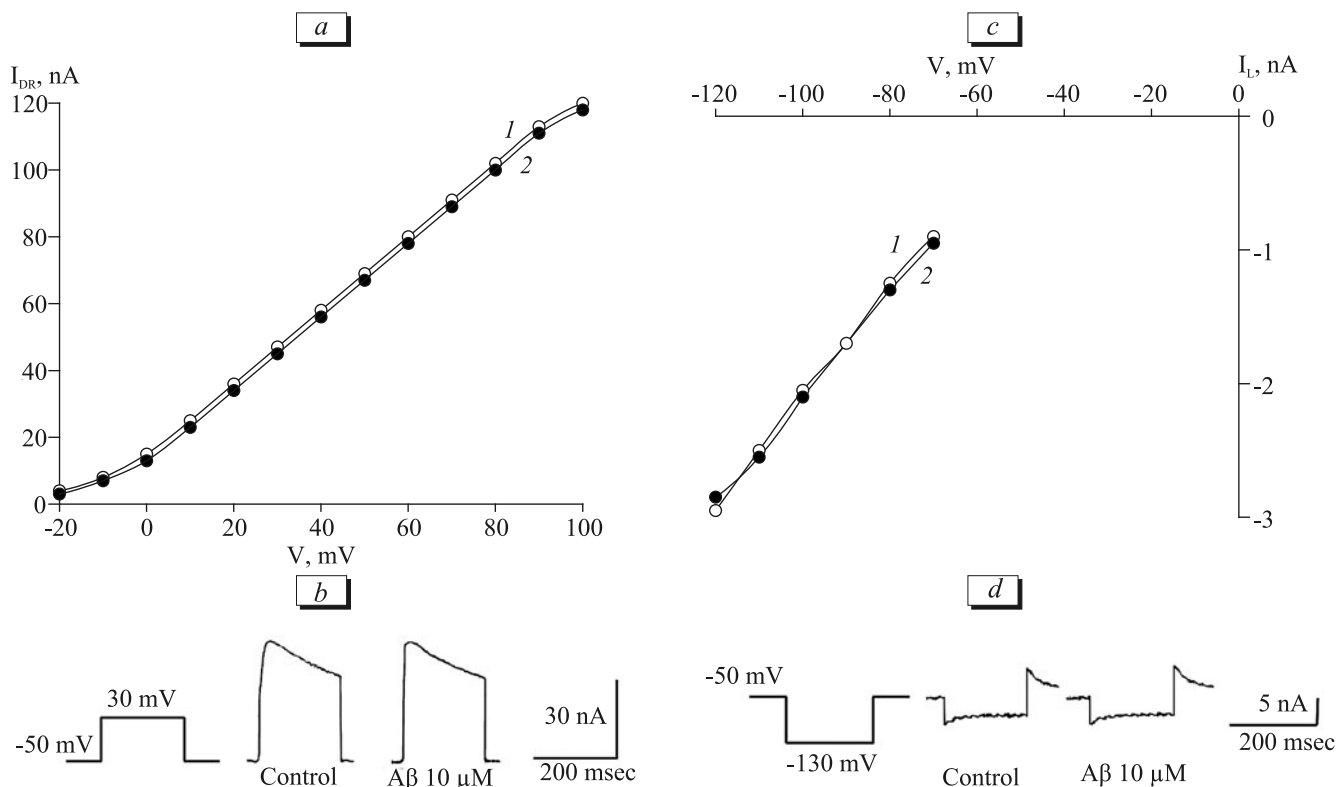 a
I_DR, nA
120
100
80
60
40
20
0
-20 0 20 40 60 80 100
V, mV
1
2
c
V, mV
I_L, nA
-120 -100 -80 -60 -40 -20 0
0
-1
-2
-3
1
2
b
30 mV
-50 mV
Control
Aβ 10 µM
30 nA
200 msec
d
-50 mV
-130 mV
Control
Aβ 10 µM
5 nA
200 msec